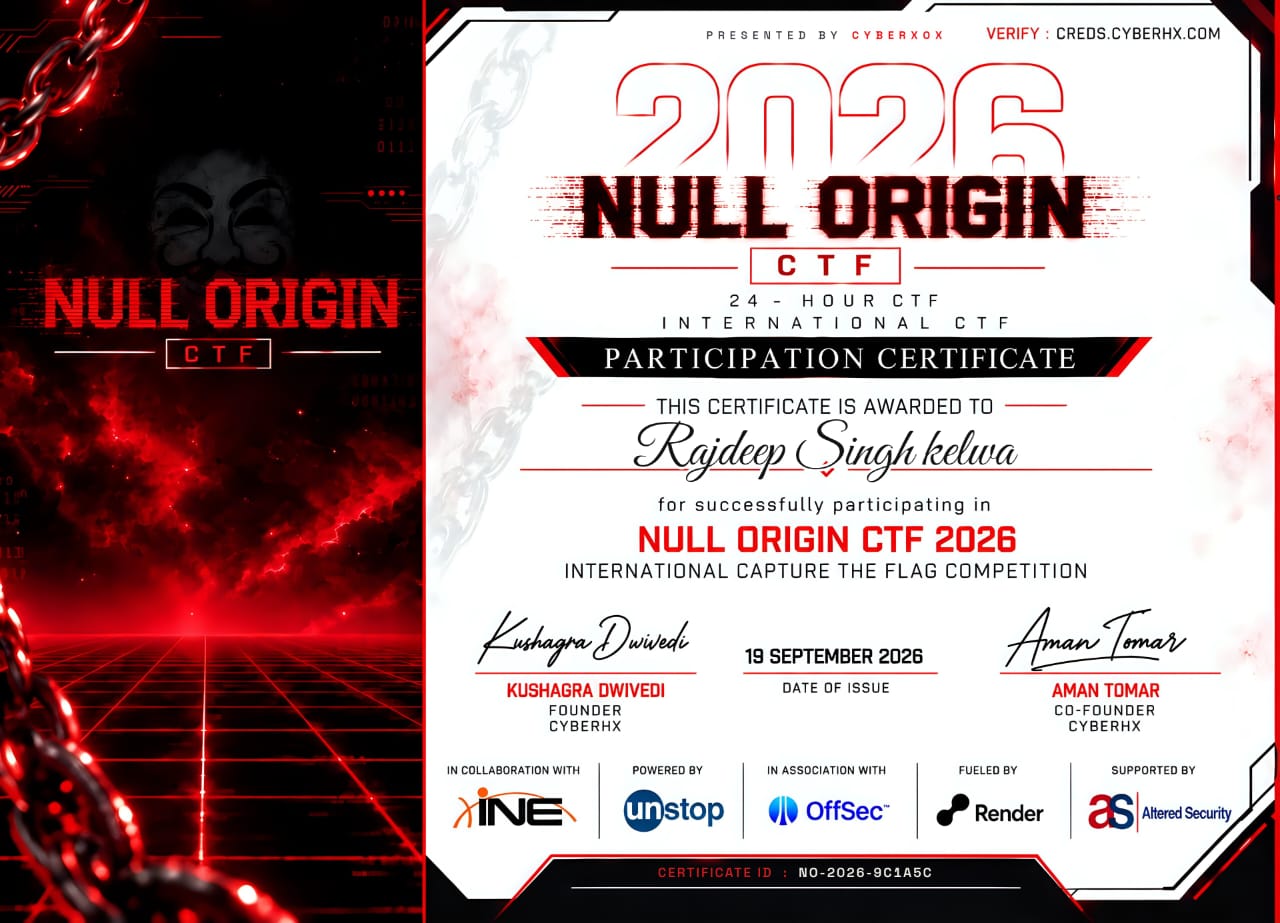 NULL ORIGIN
CTF
PRESENTED BY CYBERXOX
VERIFY : CREDS.CYBERHX.COM
2026
NULL ORIGIN
CTF
24 - HOUR CTF
INTERNATIONAL CTF
PARTICIPATION CERTIFICATE
THIS CERTIFICATE IS AWARDED TO
Rajdeep Singh kelwa
for successfully participating in
NULL ORIGIN CTF 2026
INTERNATIONAL CAPTURE THE FLAG COMPETITION
Kushagra Dwivedi
KUSHAGRA DWIVEDI
FOUNDER
CYBERHX
19 SEPTEMBER 2026
DATE OF ISSUE
Aman Tomar
AMAN TOMAR
CO-FOUNDER
CYBERHX
IN COLLABORATION WITH
INE
POWERED BY
unstop
IN ASSOCIATION WITH
OffSec™
FUELED BY
Render
SUPPORTED BY
as Altered Security
CERTIFICATE ID : NO-2026-9C1A5C